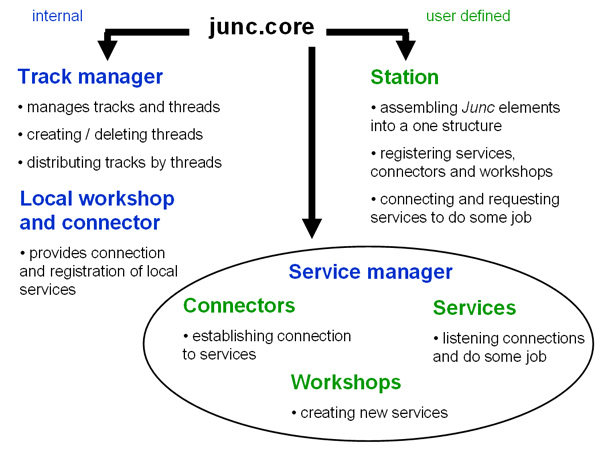 internal
junc.core
user defined
Track manager
• manages tracks and threads
• creating / deleting threads
• distributing tracks by threads
Local workshop
and connector
• provides connection
and registration of local
services
Station
• assembling Junc elements
into a one structure
• registering services,
connectors and workshops
• connecting and requesting
services to do some job
Service manager
Connectors
• establishing connection
to services
Services
• listening connections
and do some job
Workshops
• creating new services